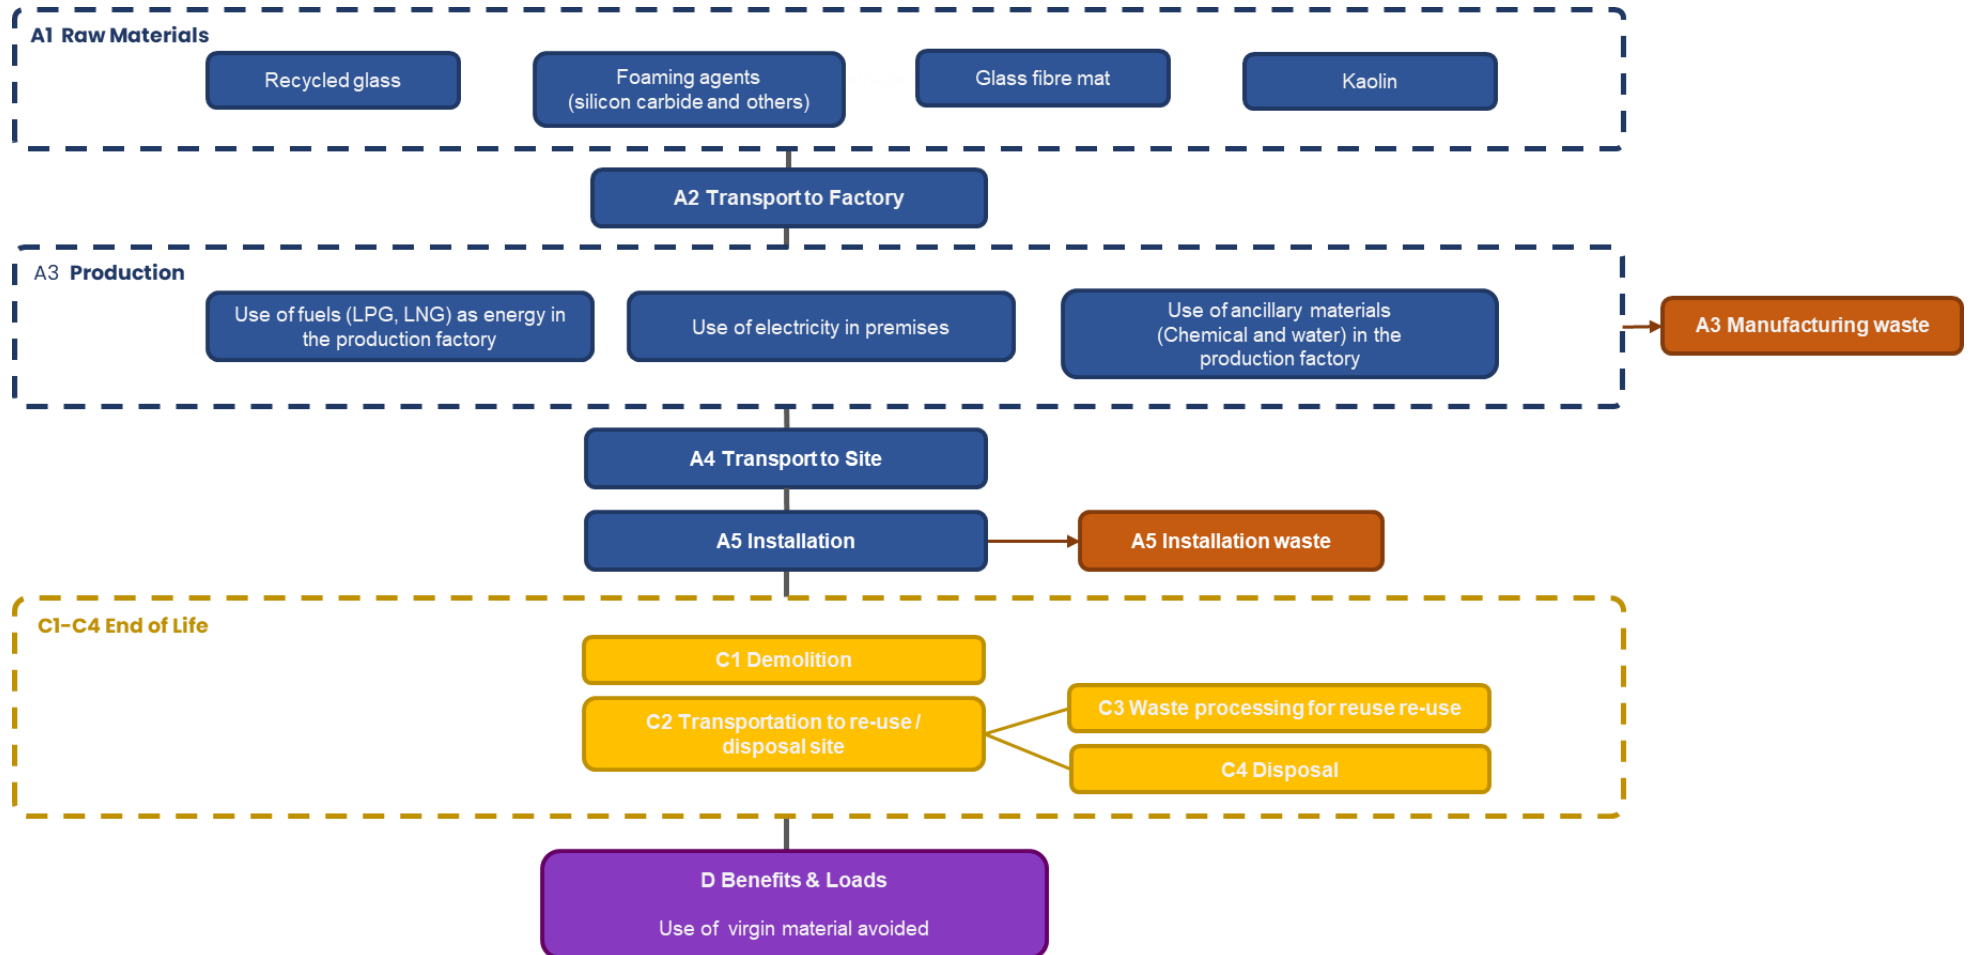 A1 Raw Materials
Recycled glass
Foaming agents
(silicon carbide and others)
Glass fibre mat
Kaolin
A2 Transport to Factory
A3 Production
Use of fuels (LPG, LNG) as energy in
the production factory
Use of electricity in premises
Use of ancillary materials
(Chemical and water) in the
production factory
A3 Manufacturing waste
A4 Transport to Site
A5 Installation
A5 Installation waste
C1-C4 End of Life
C1 Demolition
C2 Transportation to re-use /
disposal site
C3 Waste processing for reuse re-use
C4 Disposal
D Benefits & Loads
Use of virgin material avoided